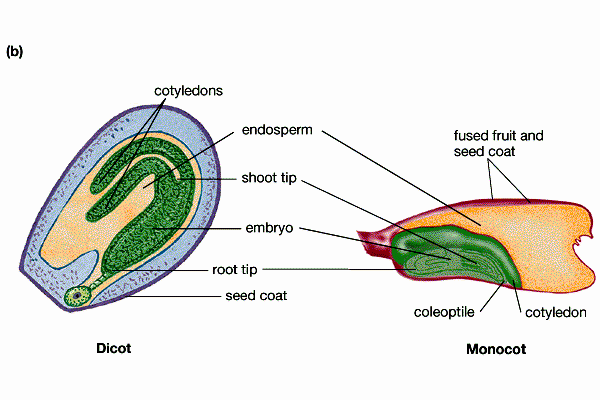 (b)
cotyledons
endosperm
fused fruit and
seed coat
shoot tip
embryo
root tip
seed coat
coleoptile
cotyledon
Dicot
Monocot